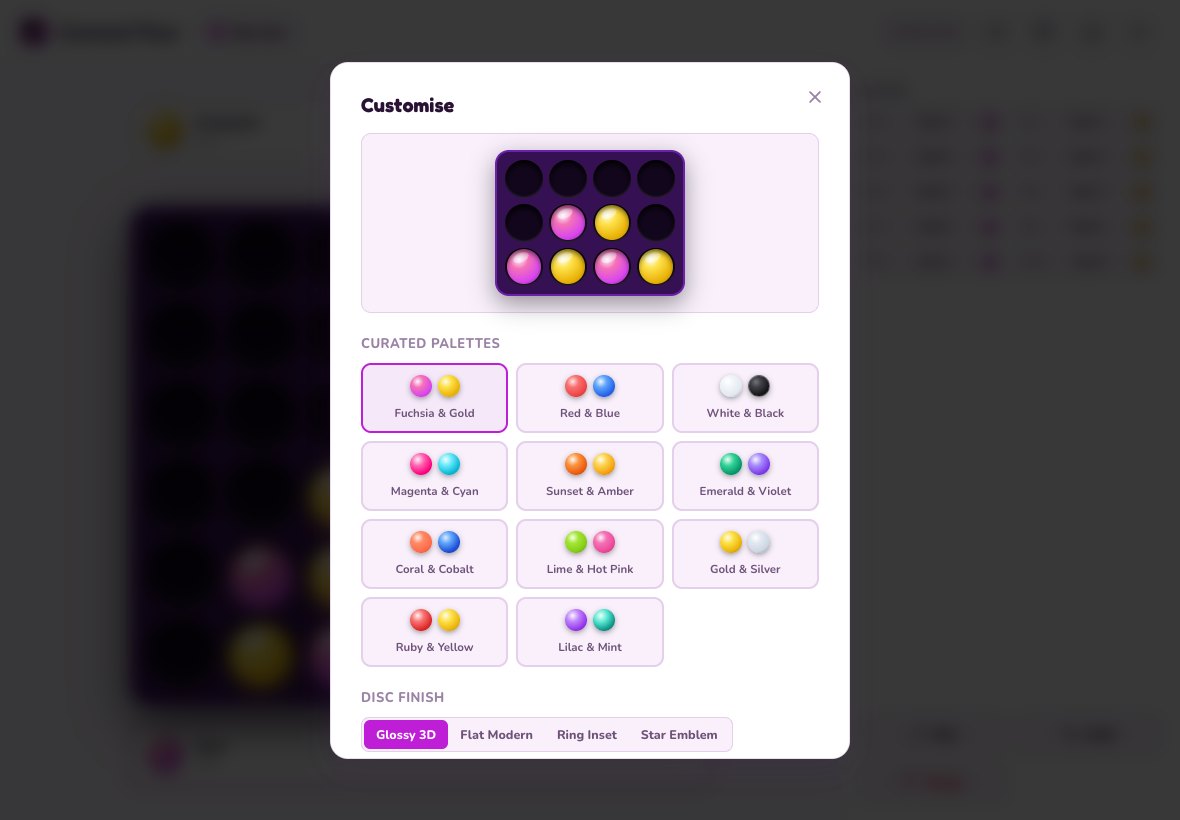 Customise
CURATED PALETTES
Fuchsia & Gold
Red & Blue
White & Black
Magenta & Cyan
Sunset & Amber
Emerald & Violet
Coral & Cobalt
Lime & Hot Pink
Gold & Silver
Ruby & Yellow
Lilac & Mint
DISC FINISH
Glossy 3D
Flat Modern
Ring Inset
Star Emblem